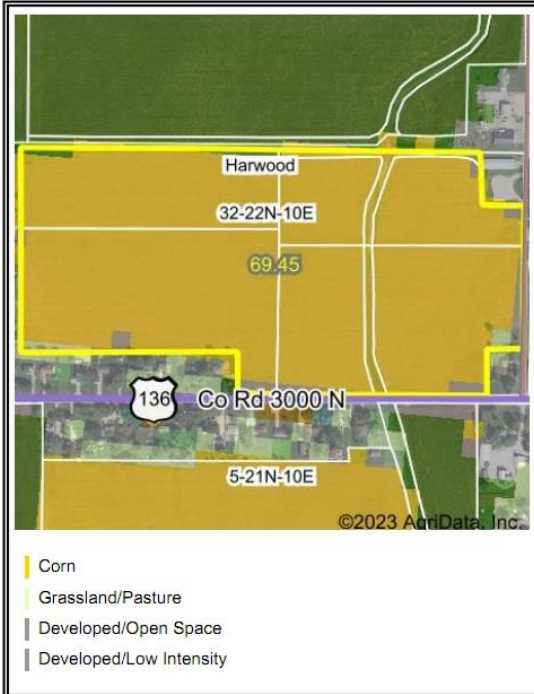 Harwood
32-22N-10E
69.45
136
Co Rd 3000 N
5-21N-10E
©2023 AgriData, Inc.
Corn
Grassland/Pasture
Developed/Open Space
Developed/Low Intensity